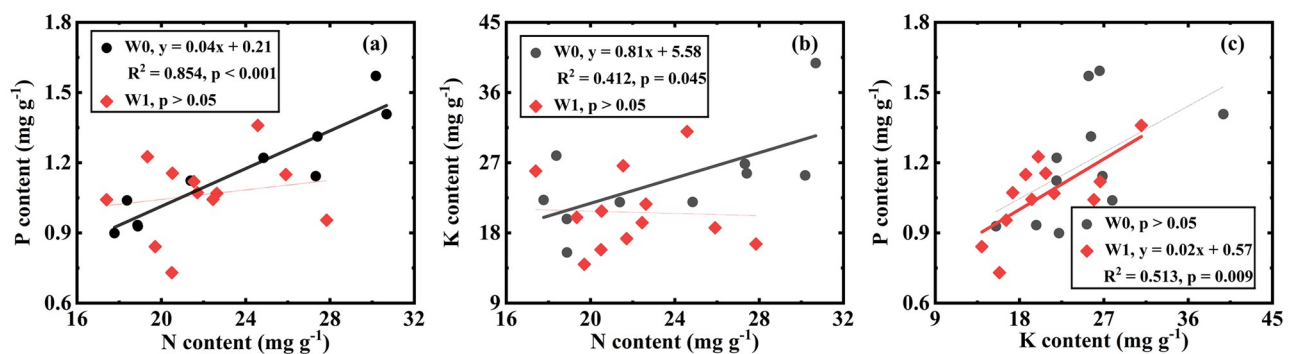 (a)
W0, y = 0.04x + 0.21
R² = 0.854, p < 0.001
W1, p > 0.05
P content (mg g⁻¹)
1.8
1.5
1.2
0.9
0.6
16
20
24
28
32
N content (mg g⁻¹)
(b)
W0, y = 0.81x + 5.58
R² = 0.412, p = 0.045
W1, p > 0.05
K content (mg g⁻¹)
45
36
27
18
9
16
20
24
28
32
N content (mg g⁻¹)
(c)
P content (mg g⁻¹)
1.8
1.5
1.2
0.9
0.6
W0, p > 0.05
W1, y = 0.02x + 0.57
R² = 0.513, p = 0.009
9
18
27
36
45
K content (mg g⁻¹)